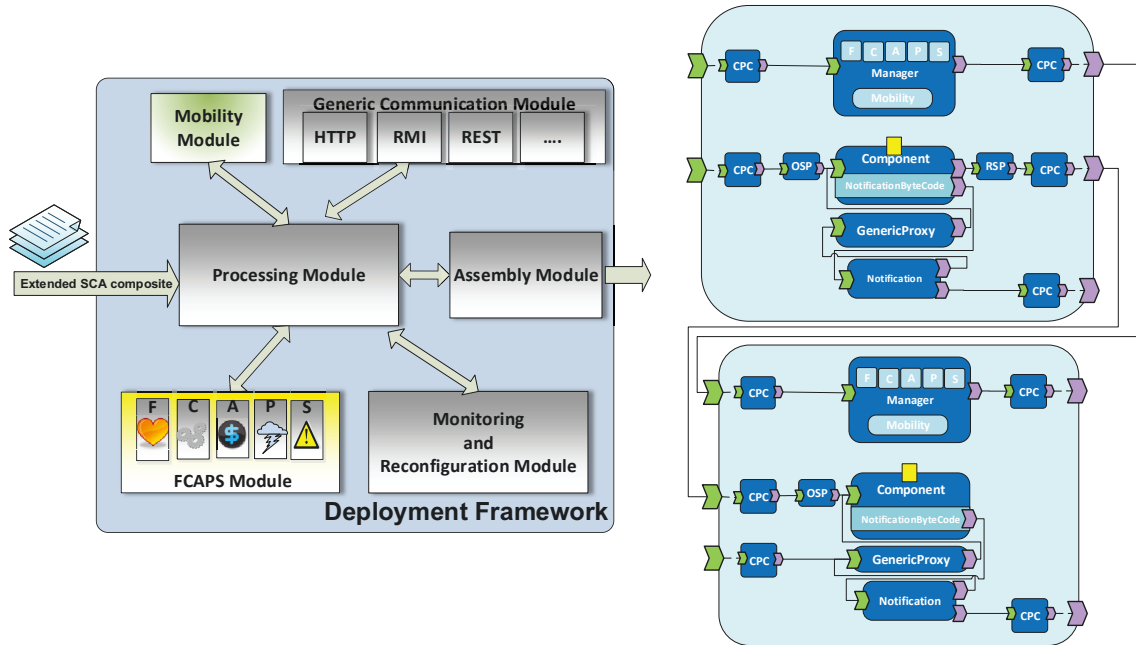 Mobility
Module
Generic Communication Module
HTTP
RMI
REST
....
Extended SCA composite
Processing Module
Assembly Module
F
C
A
P
S
$
FCAPS Module
Monitoring
and
Reconfiguration Module
Deployment Framework
CPC
F
C
A
P
S
Manager
Mobility
CPC
CPC
OSP
Component
NotificationByteCode
RSP
CPC
GenericProxy
Notification
CPC
CPC
F
C
A
P
S
Manager
Mobility
CPC
CPC
OSP
Component
NotificationByteCode
CPC
GenericProxy
Notification
CPC